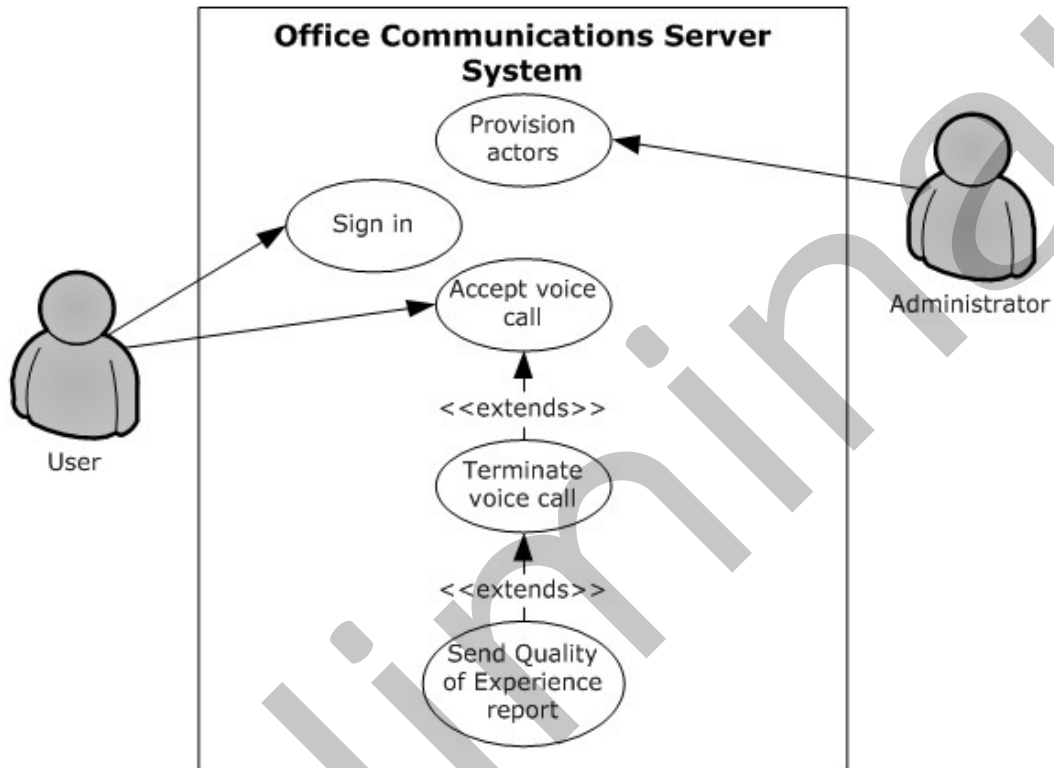 Office Communications Server
System
Provision
actors
Sign in
Accept voice
call
Administrator
<<extends>>
User
Terminate
voice call
<<extends>>
Send Quality
of Experience
report